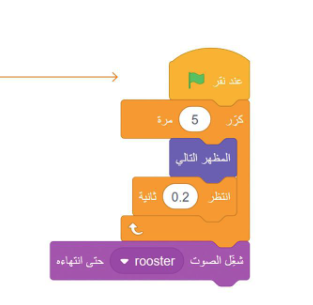 عند نقر
كرّر 5 مرة
المظهر التالي
انتظر 0.2 ثانية
شغّل الصوت rooster حتى انتهاءه